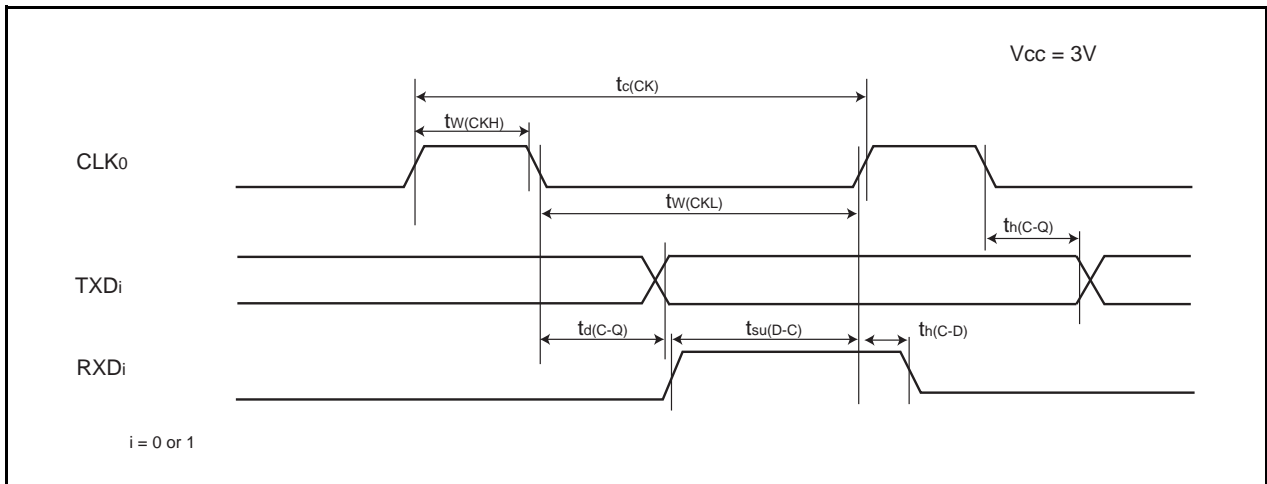 Vcc = 3V
tc(CK)
tW(CKH)
CLK0
tW(CKL)
th(C-Q)
TXDi
td(C-Q) tsu(D-C) th(C-D)
RXDi
i = 0 or 1